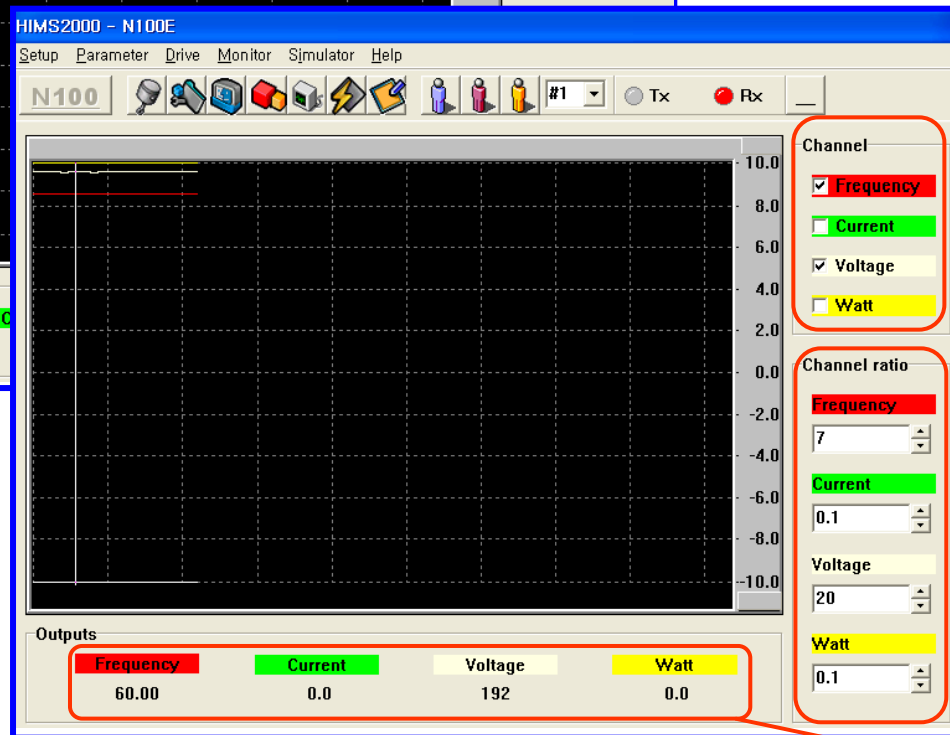 HIMS2000 - N100E
Setup Parameter Drive Monitor Simulator Help
N100 #1 Tx Rx
Channel
Frequency
Current
Voltage
Watt
10.0
8.0
6.0
4.0
2.0
0.0
-2.0
-4.0
-6.0
-8.0
-10.0
Channel ratio
Frequency
7
Current
0.1
Voltage
20
Watt
0.1
Outputs
Frequency Current Voltage Watt
60.00 0.0 192 0.0